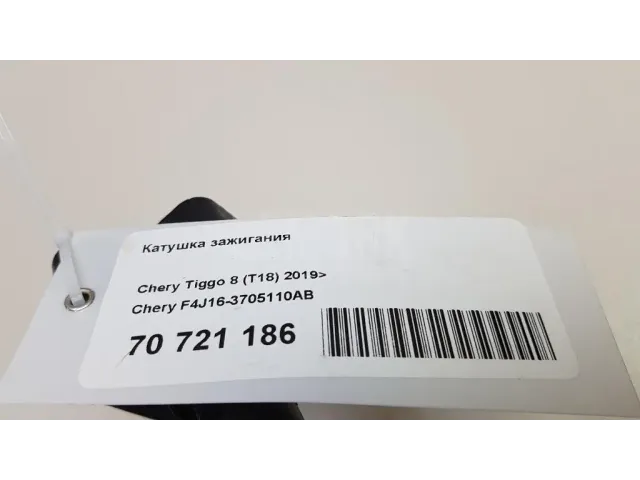 Катушка зажигания
Chery Tiggo 8 (T18) 2019>
Chery F4J16-3705110AB
70 721 186